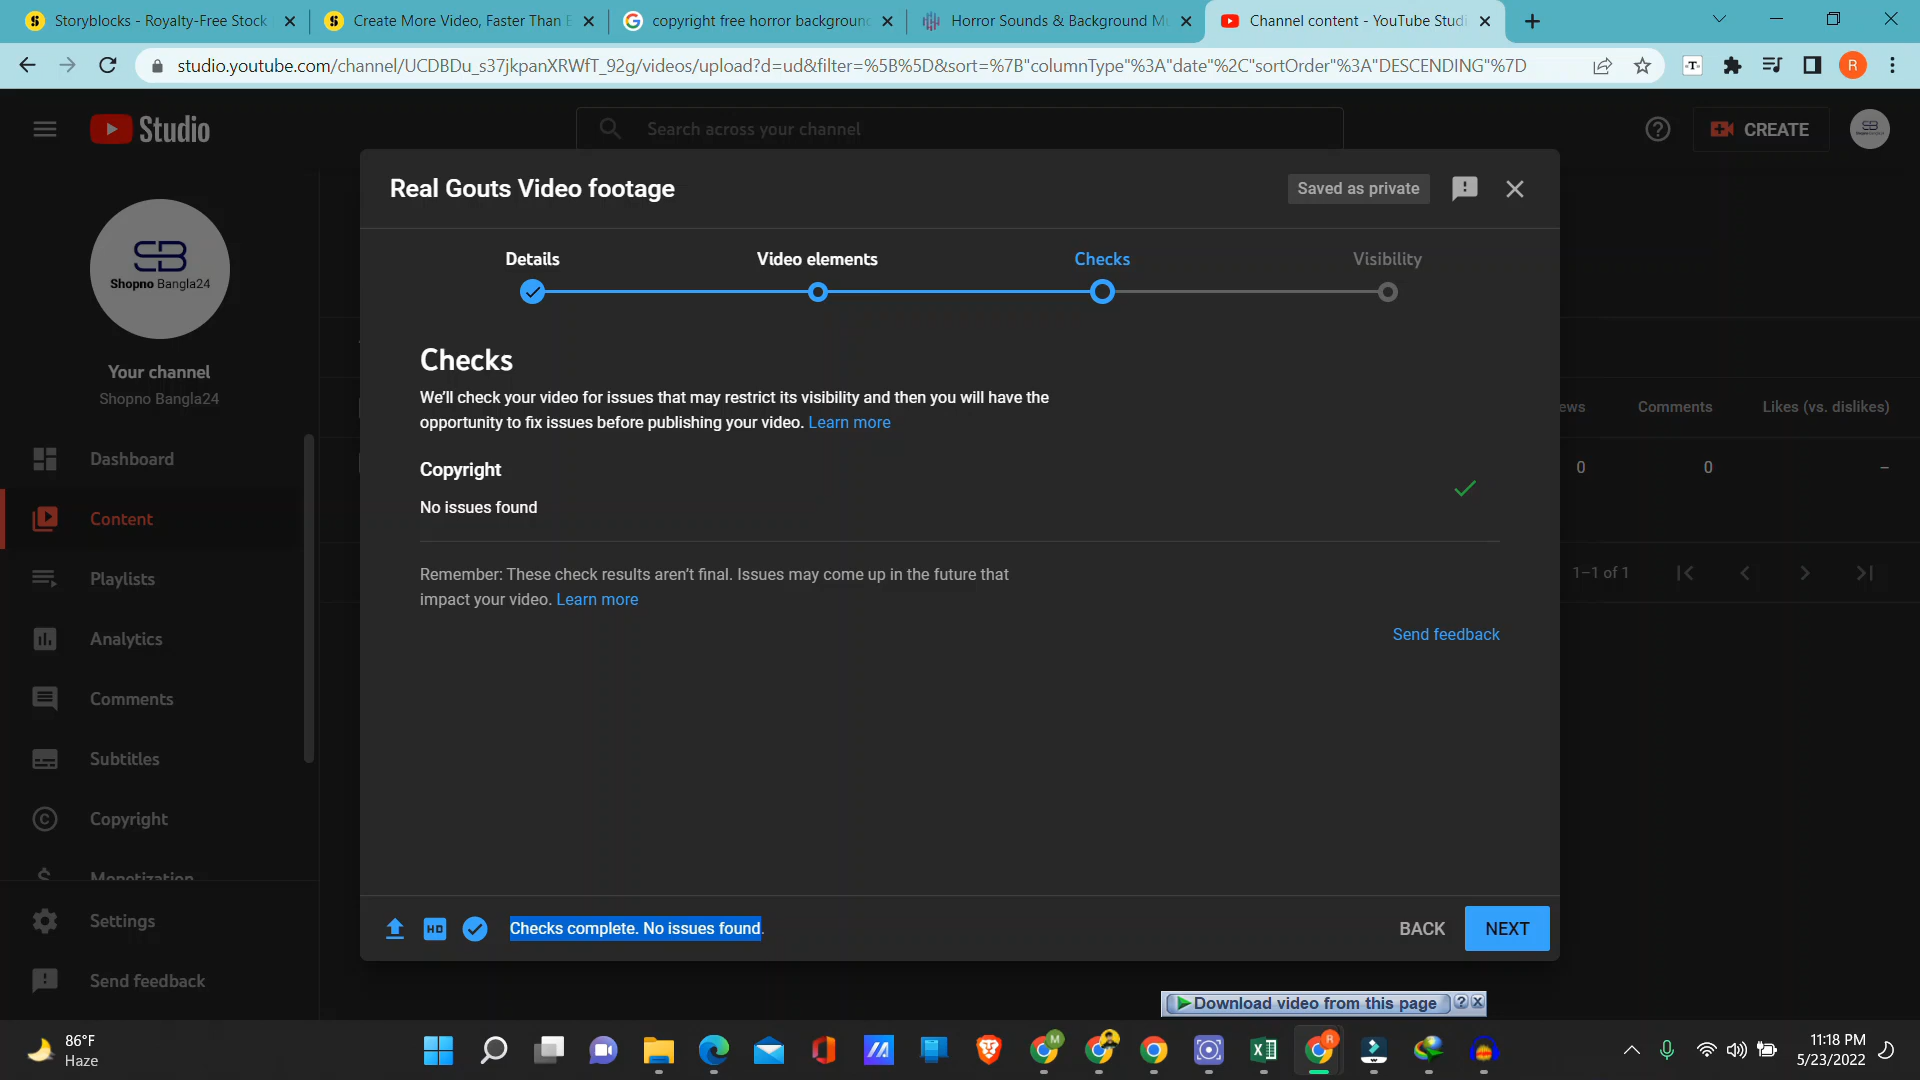 Storyblocks - Royalty-Free Stock
Create More Video, Faster Than E
copyright free horror background
Horror Sounds & Background Mu
Channel content - YouTube Studi
studio.youtube.com/channel/UCDBDu_s37jkpanXRWfT_92g/videos/upload?d=ud&filter=%5B%5D&sort=%7B"columnType"%3A"date"%2C"sortOrder"%3A"DESCENDING"%7D
R
Studio
Search across your channel
CREATE
Real Gouts Video footage
Saved as private
Details
Video elements
Checks
Visibility
SB
Shopno Bangla24
Your channel
Shopno Bangla24
Checks
We'll check your video for issues that may restrict its visibility and then you will have the
opportunity to fix issues before publishing your video. Learn more
ews
Comments
Likes (vs. dislikes)
Copyright
No issues found
0
0
–
Remember: These check results aren't final. Issues may come up in the future that
impact your video. Learn more
1–1 of 1
Send feedback
Dashboard
Content
Playlists
Analytics
Comments
Subtitles
Copyright
Monetization
Settings
Send feedback
HD
Checks complete. No issues found.
BACK
NEXT
Download video from this page
86°F
Haze
M
R
11:18 PM
5/23/2022